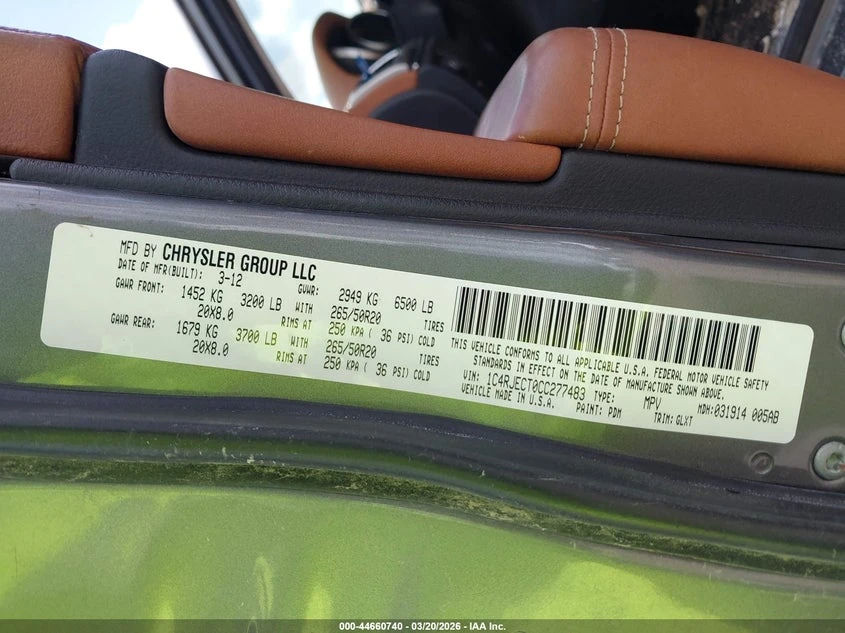 MFD BY CHRYSLER GROUP LLC
DATE OF MFR(BUILT): 3-12 GVWR: 2949 KG 6500 LB
GAWR FRONT: 1452 KG 3200 LB WITH 265/50R20 TIRES
20X8.0 RIMS AT 250 KPA ( 36 PSI) COLD
GAWR REAR: 1679 KG 3700 LB WITH 265/50R20 TIRES
20X8.0 RIMS AT 250 KPA ( 36 PSI) COLD
THIS VEHICLE CONFORMS TO ALL APPLICABLE U.S.A. FEDERAL MOTOR VEHICLE SAFETY
STANDARDS IN EFFECT ON THE DATE OF MANUFACTURE SHOWN ABOVE.
VIN: 1C4RJECT0CC277483 TYPE: MPV MDH:031914 005AB
VEHICLE MADE IN U.S.A. PAINT: PDM TRIM: GLXT
000-44660740 - 03/20/2026 - IAA Inc.